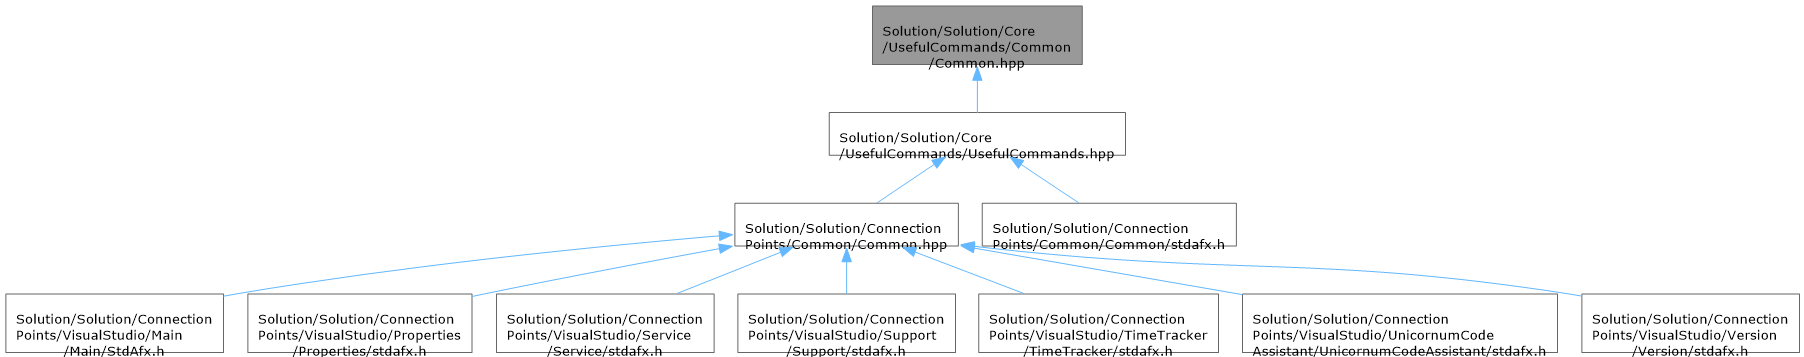 Solution/Solution/Core
/UsefulCommands/Common
/Common.hpp
Solution/Solution/Core
/UsefulCommands/UsefulCommands.hpp
Solution/Solution/Connection
Points/Common/Common.hpp
Solution/Solution/Connection
Points/Common/Common/stdafx.h
Solution/Solution/Connection
Points/VisualStudio/Main
/Main/StdAfx.h
Solution/Solution/Connection
Points/VisualStudio/Properties
/Properties/stdafx.h
Solution/Solution/Connection
Points/VisualStudio/Service
/Service/stdafx.h
Solution/Solution/Connection
Points/VisualStudio/Support
/Support/stdafx.h
Solution/Solution/Connection
Points/VisualStudio/TimeTracker
/TimeTracker/stdafx.h
Solution/Solution/Connection
Points/VisualStudio/UnicornumCode
Assistant/UnicornumCodeAssistant/stdafx.h
Solution/Solution/Connection
Points/VisualStudio/Version
/Version/stdafx.h